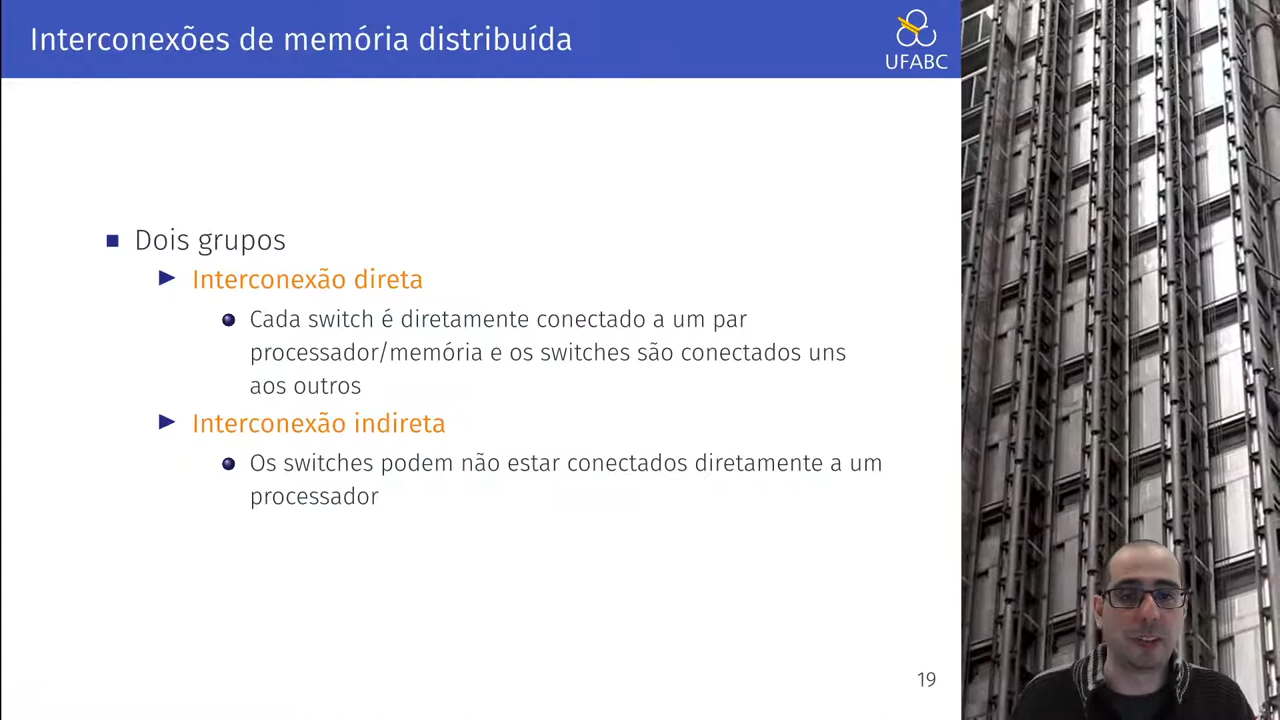 Interconexões de memória distribuída
UFABC
Dois grupos
Interconexão direta
Cada switch é diretamente conectado a um par
processador/memória e os switches são conectados uns
aos outros
Interconexão indireta
Os switches podem não estar conectados diretamente a um
processador
19